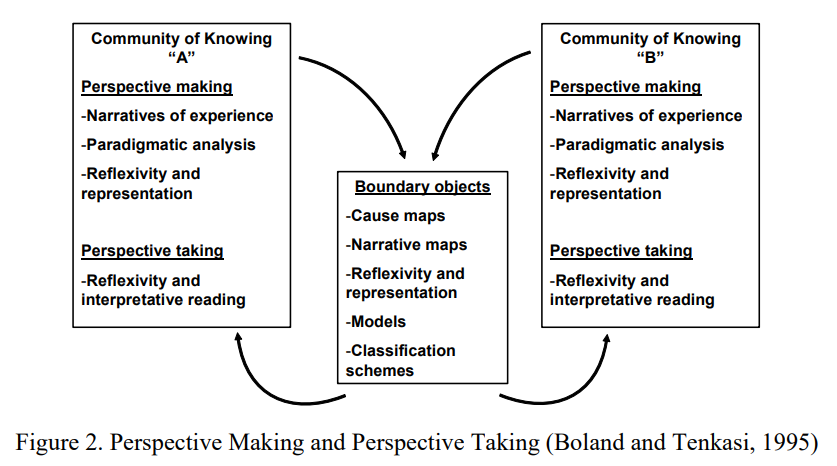 Community of Knowing
“A”
Perspective making
-Narratives of experience
-Paradigmatic analysis
-Reflexivity and
representation
Perspective taking
-Reflexivity and
interpretative reading
Boundary objects
-Cause maps
-Narrative maps
-Reflexivity and
representation
-Models
-Classification
schemes
Community of Knowing
“B”
Perspective making
-Narratives of experience
-Paradigmatic analysis
-Reflexivity and
representation
Perspective taking
-Reflexivity and
interpretative reading
Figure 2. Perspective Making and Perspective Taking (Boland and Tenkasi, 1995)